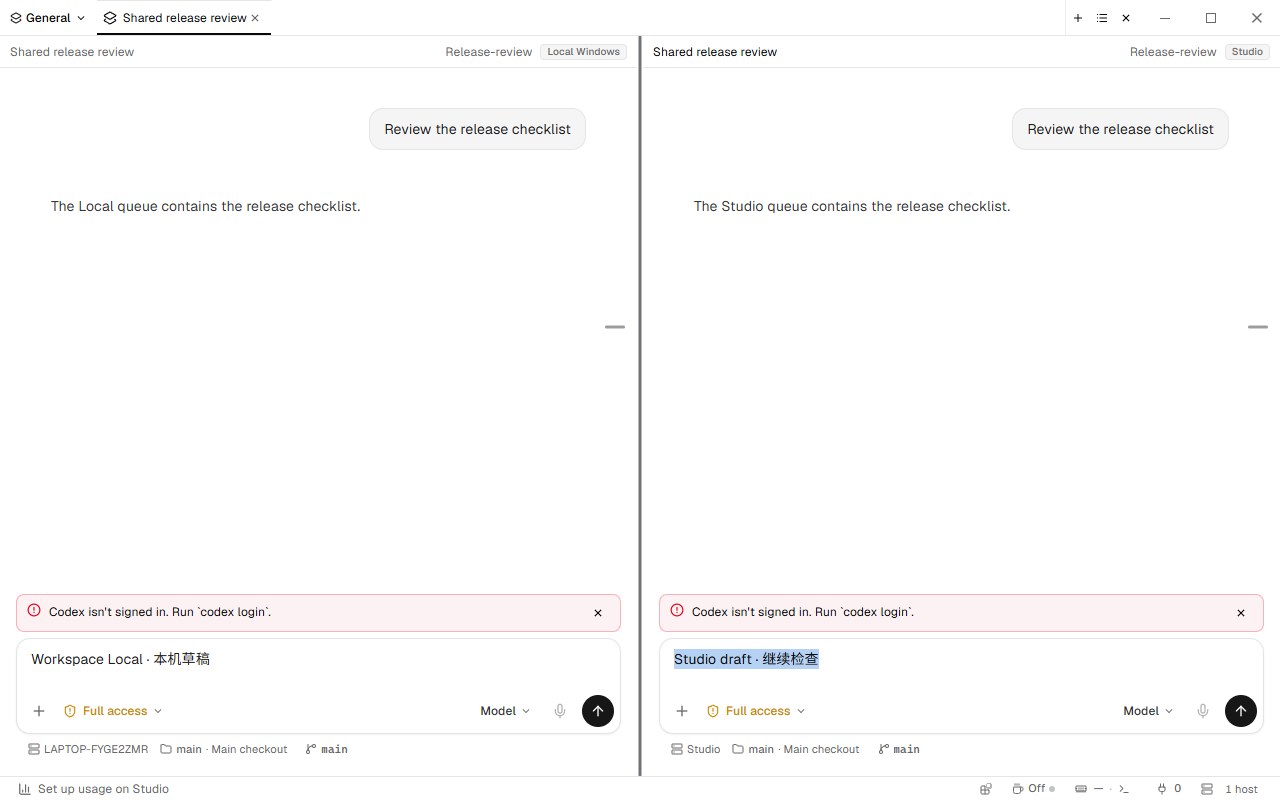 General
Shared release review
Shared release review
Release-review
Local Windows
Review the release checklist
The Local queue contains the release checklist.
Codex isn't signed in. Run `codex login`.
Workspace Local · 本机草稿
Full access
Model
LAPTOP-FYGE2ZMR
main · Main checkout
main
Shared release review
Release-review
Studio
Review the release checklist
The Studio queue contains the release checklist.
Codex isn't signed in. Run `codex login`.
Studio draft · 继续检查
Full access
Model
Studio
main · Main checkout
main
Set up usage on Studio
Off
— ·
0
1 host